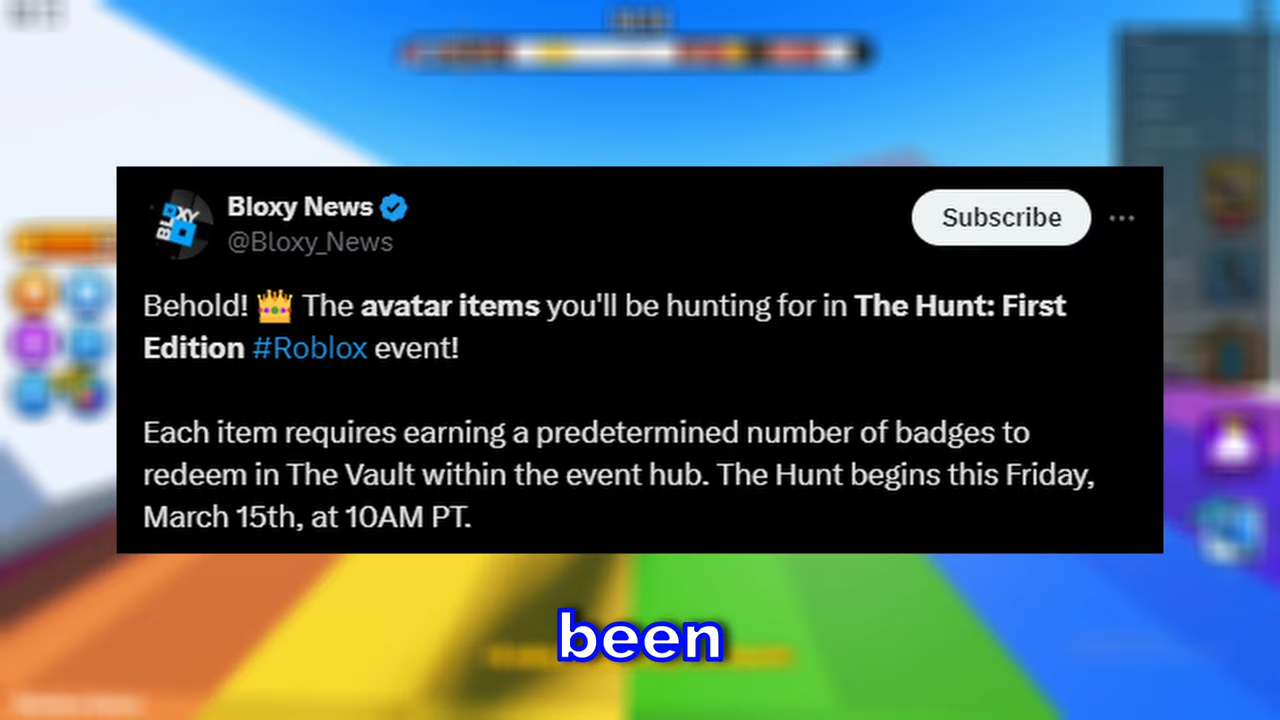 Bloxy News
@Bloxy_News
Subscribe
Behold! 👑 The avatar items you'll be hunting for in The Hunt: First
Edition #Roblox event!
Each item requires earning a predetermined number of badges to
redeem in The Vault within the event hub. The Hunt begins this Friday,
March 15th, at 10AM PT.
been